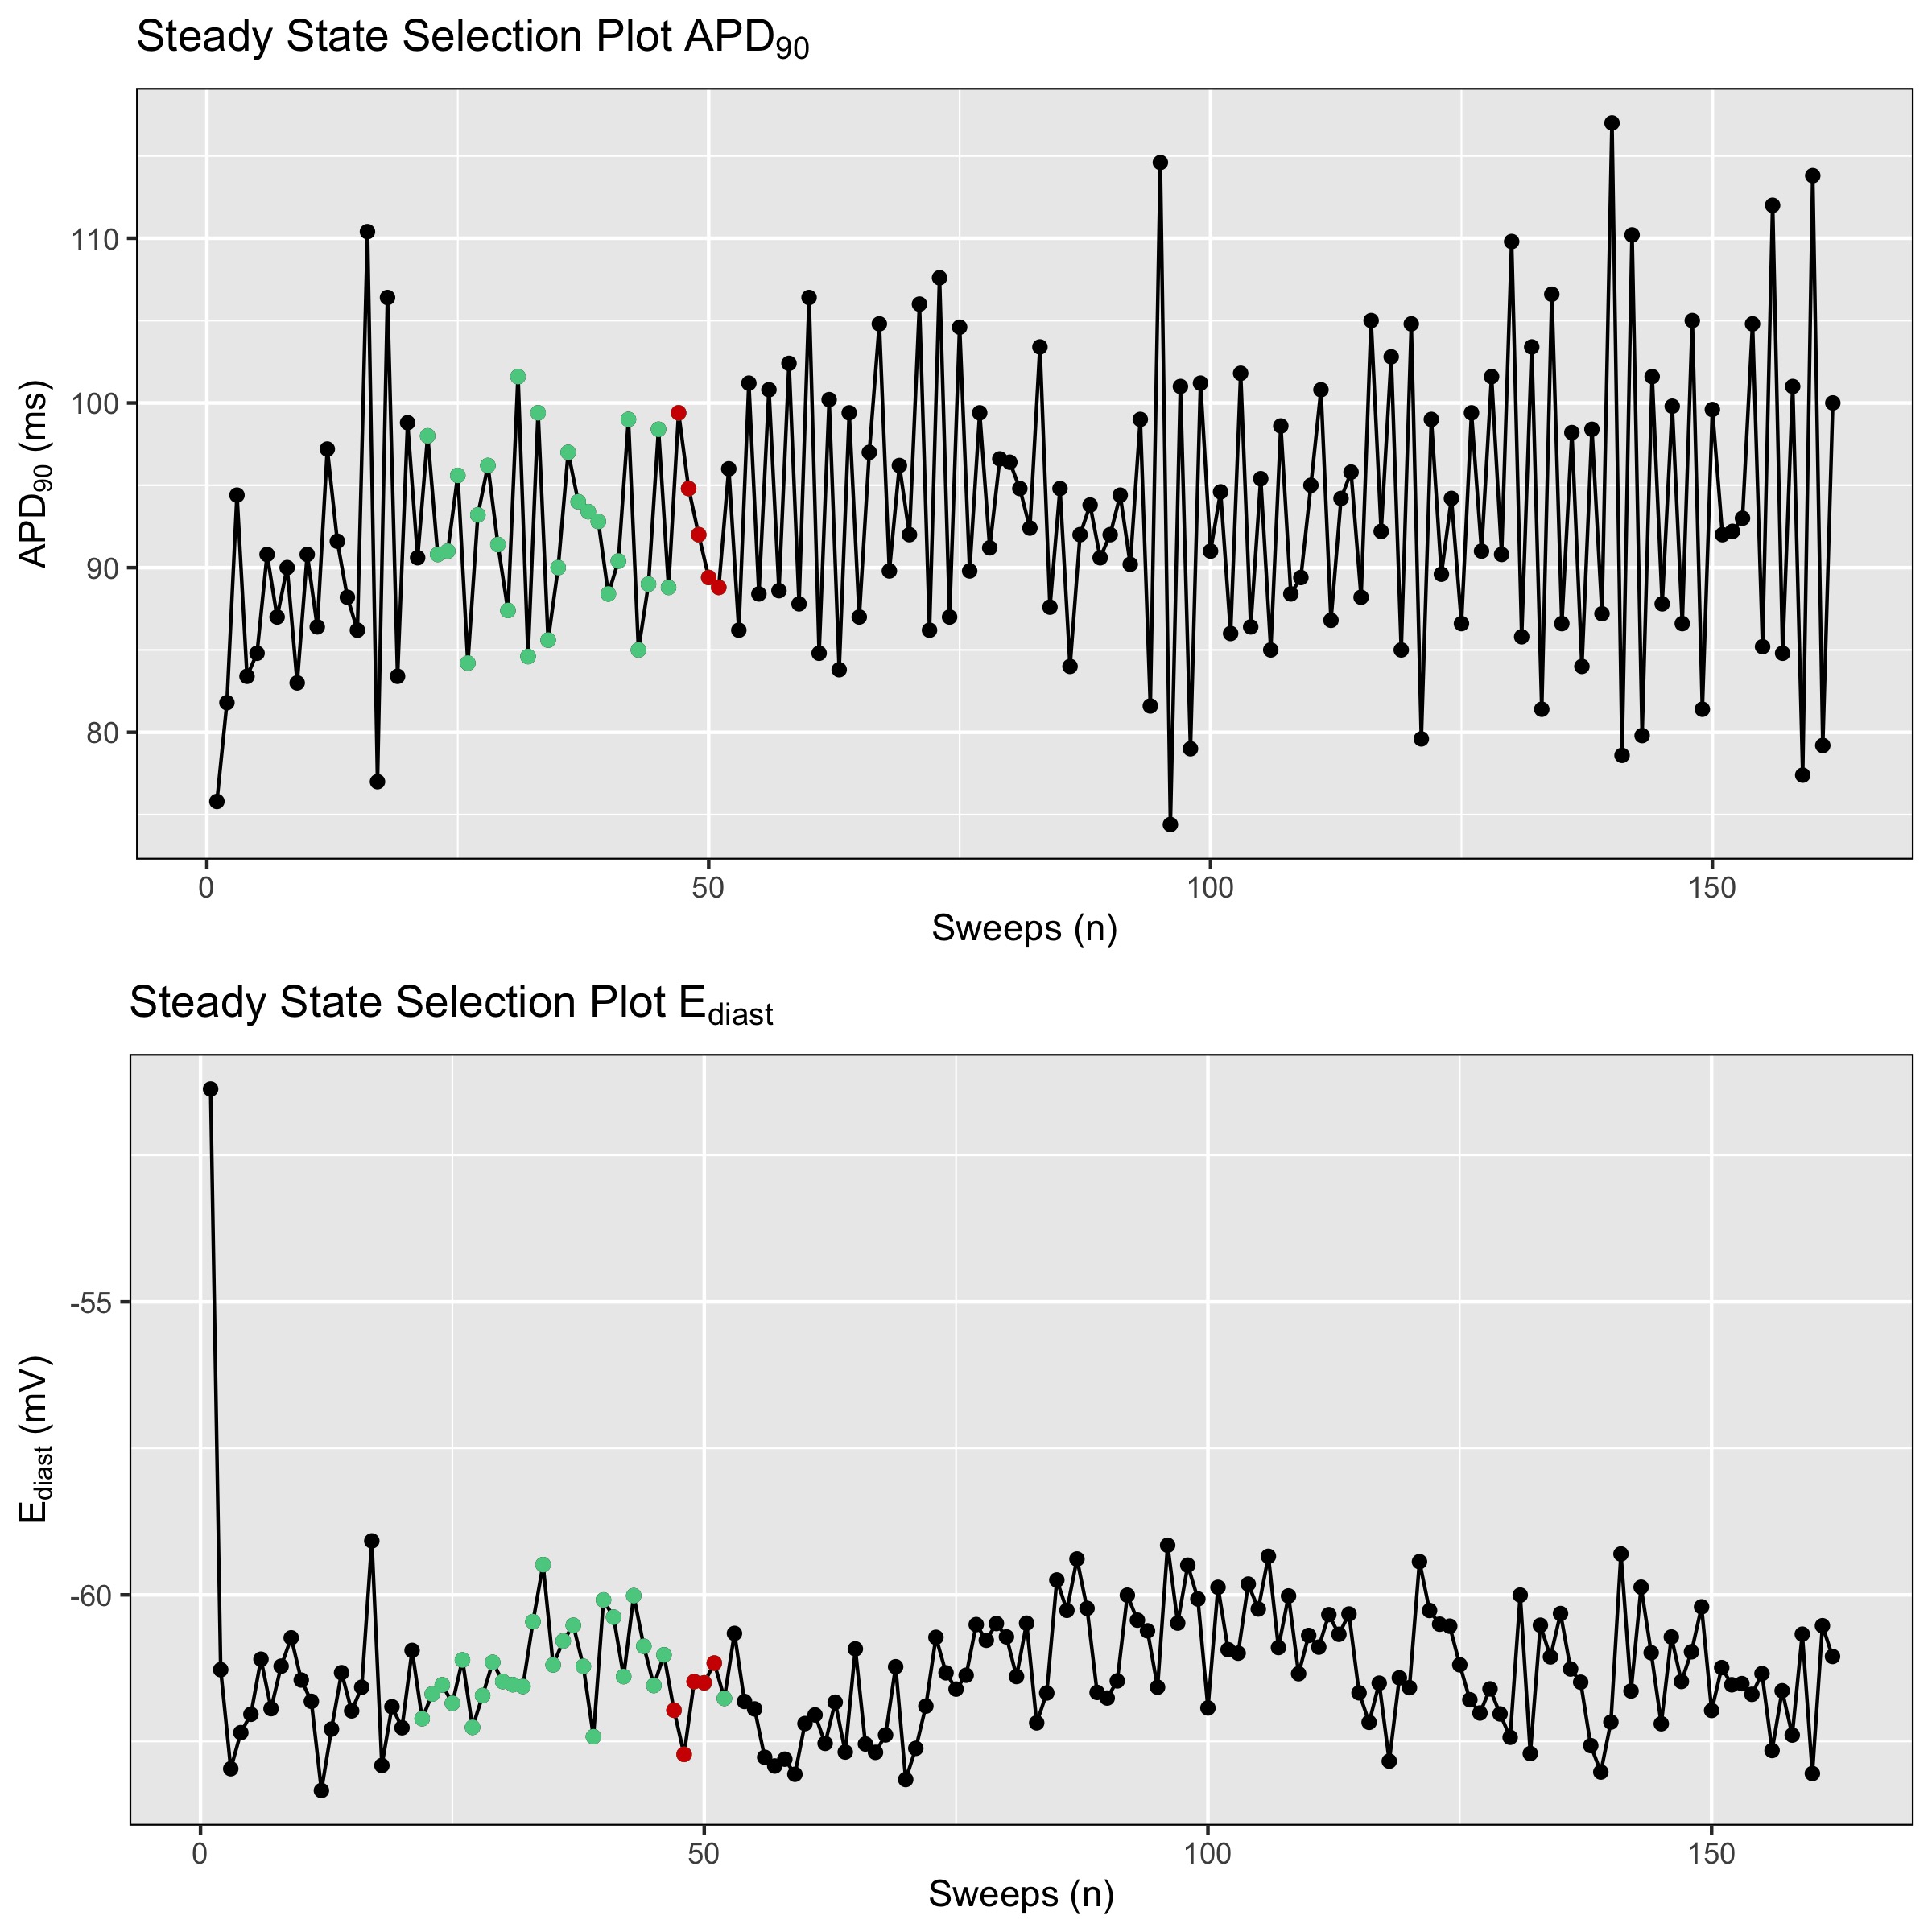 Steady State Selection Plot APD90
APD90 (ms)
110
100
90
80
0 50 100 150
Sweeps (n)
Steady State Selection Plot Ediast
Ediast (mV)
-55
-60
0 50 100 150
Sweeps (n)